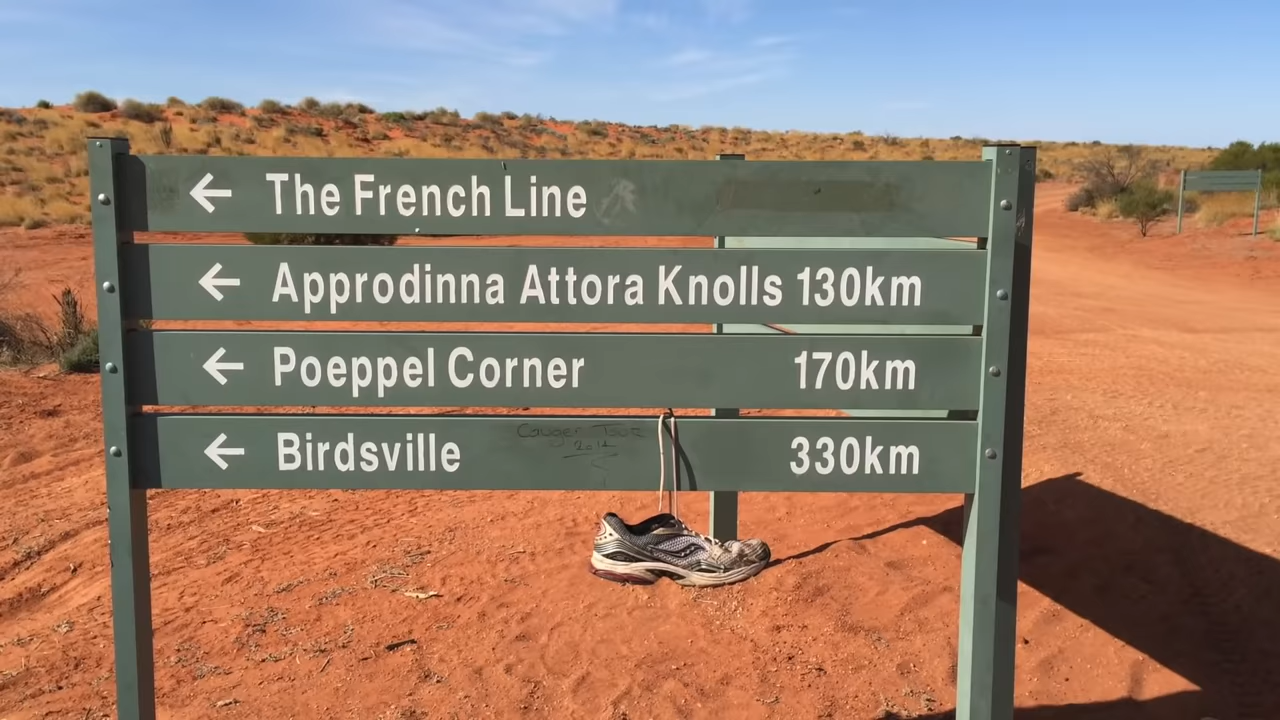 ← The French Line
← Approdinna Attora Knolls 130km
← Poeppel Corner 170km
← Birdsville 330km